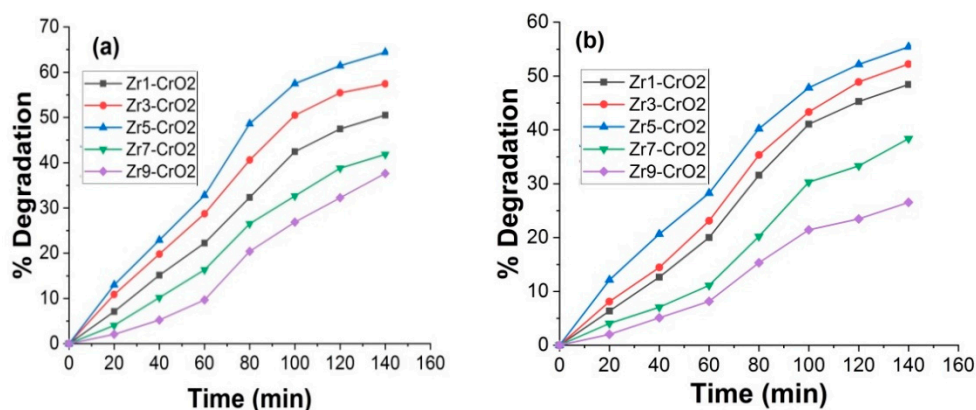 (a)
% Degradation
70
60
50
40
30
20
10
0
Zr1-CrO2
Zr3-CrO2
Zr5-CrO2
Zr7-CrO2
Zr9-CrO2
0 20 40 60 80 100 120 140 160
Time (min)
(b)
% Degradation
60
50
40
30
20
10
0
Zr1-CrO2
Zr3-CrO2
Zr5-CrO2
Zr7-CrO2
Zr9-CrO2
0 20 40 60 80 100 120 140 160
Time (min)